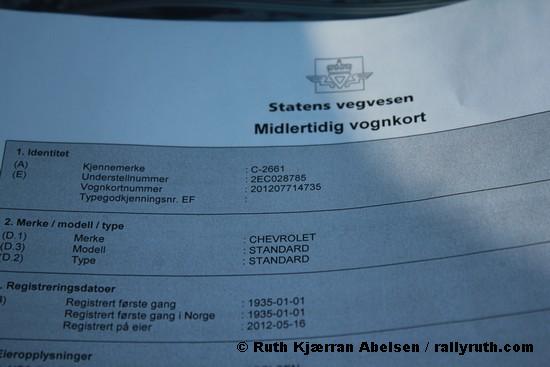 Statens vegvesen
Midlertidig vognkort
1. Identitet
(A) Kjennemerke : C-2661
(E) Understellnummer : 2EC028785
Vognkortnummer : 201207714735
Typegodkjenningsnr. EF :
2. Merke / modell / type
(D.1) Merke : CHEVROLET
(D.3) Modell : STANDARD
(D.2) Type : STANDARD
. Registreringsdatoer
Registrert første gang : 1935-01-01
Registrert første gang i Norge : 1935-01-01
Registrert på eier : 2012-05-16
Eieropplysninger
© Ruth Kjærran Abelsen / rallyruth.com